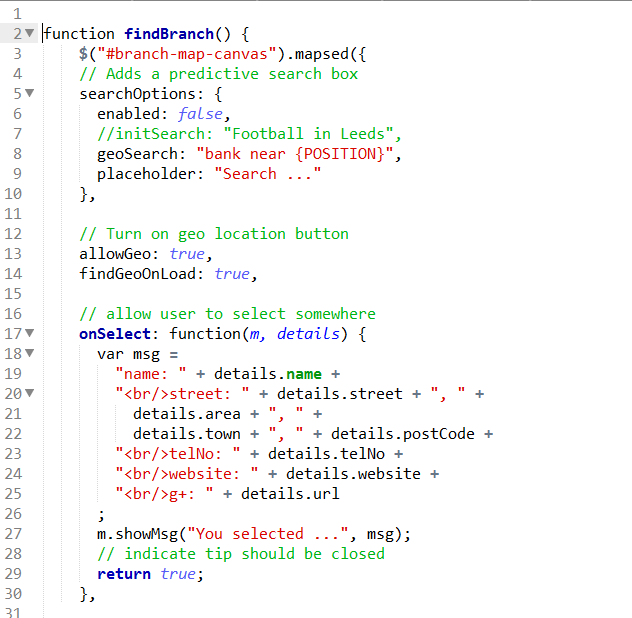 1
2 function findBranch() {
3 $("#branch-map-canvas").mapsed({
4 // Adds a predictive search box
5 searchOptions: {
6 enabled: false,
7 //initSearch: "Football in Leeds",
8 geoSearch: "bank near {POSITION}",
9 placeholder: "Search ..."
10 },
11
12 // Turn on geo location button
13 allowGeo: true,
14 findGeoOnLoad: true,
15
16 // allow user to select somewhere
17 onSelect: function(m, details) {
18 var msg =
19 "name: " + details.name +
20 "<br/>street: " + details.street + ", " +
21 details.area + ", " +
22 details.town + ", " + details.postCode +
23 "<br/>telNo: " + details.telNo +
24 "<br/>website: " + details.website +
25 "<br/>g+: " + details.url
26 ;
27 m.showMsg("You selected ...", msg);
28 // indicate tip should be closed
29 return true;
30 },
31